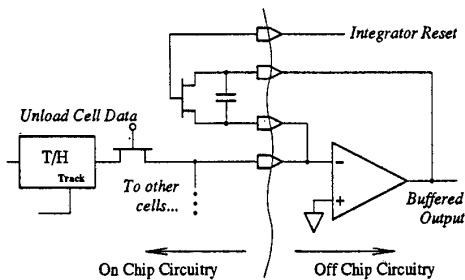 Integrator Reset
Unload Cell Data
T/H
Track
To other
cells...
-
+
Buffered
Output
On Chip Circuitry
Off Chip Circuitry